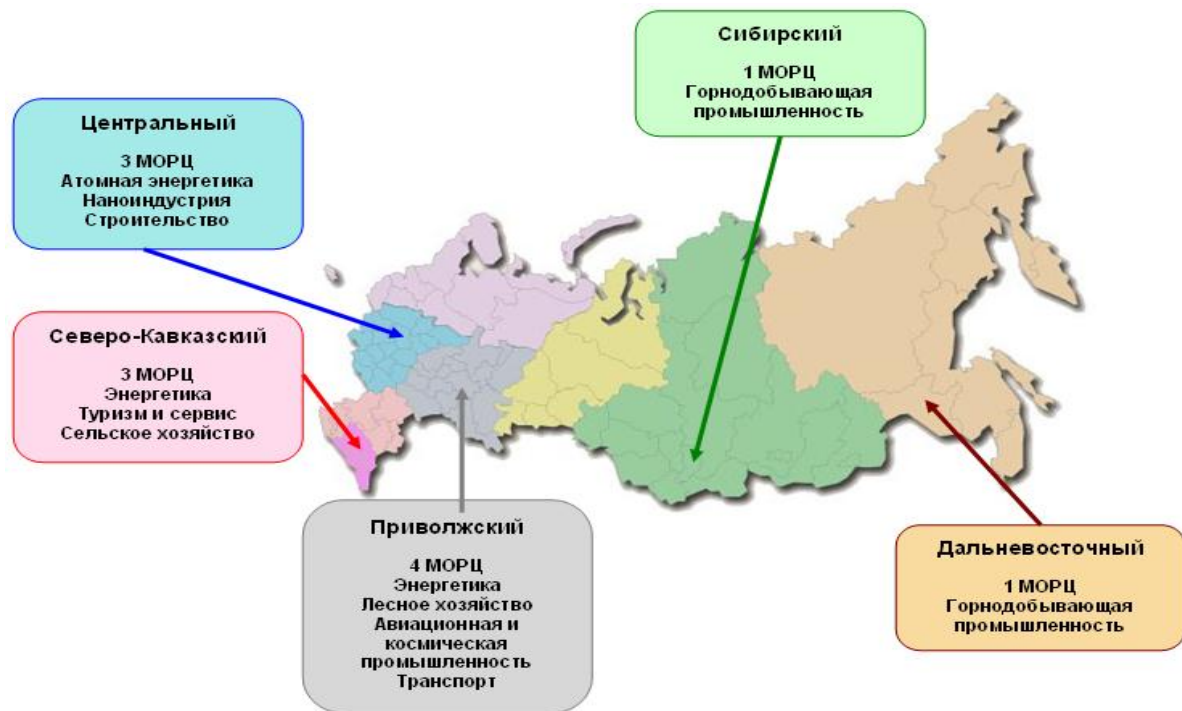 Сибирский
1 МОРЦ
Горнодобывающая
промышленность
Центральный
3 МОРЦ
Атомная энергетика
Наноиндустрия
Строительство
Северо-Кавказский
3 МОРЦ
Энергетика
Туризм и сервис
Сельское хозяйство
Приволжский
4 МОРЦ
Энергетика
Лесное хозяйство
Авиационная и
космическая
промышленность
Транспорт
Дальневосточный
1 МОРЦ
Горнодобывающая
промышленность